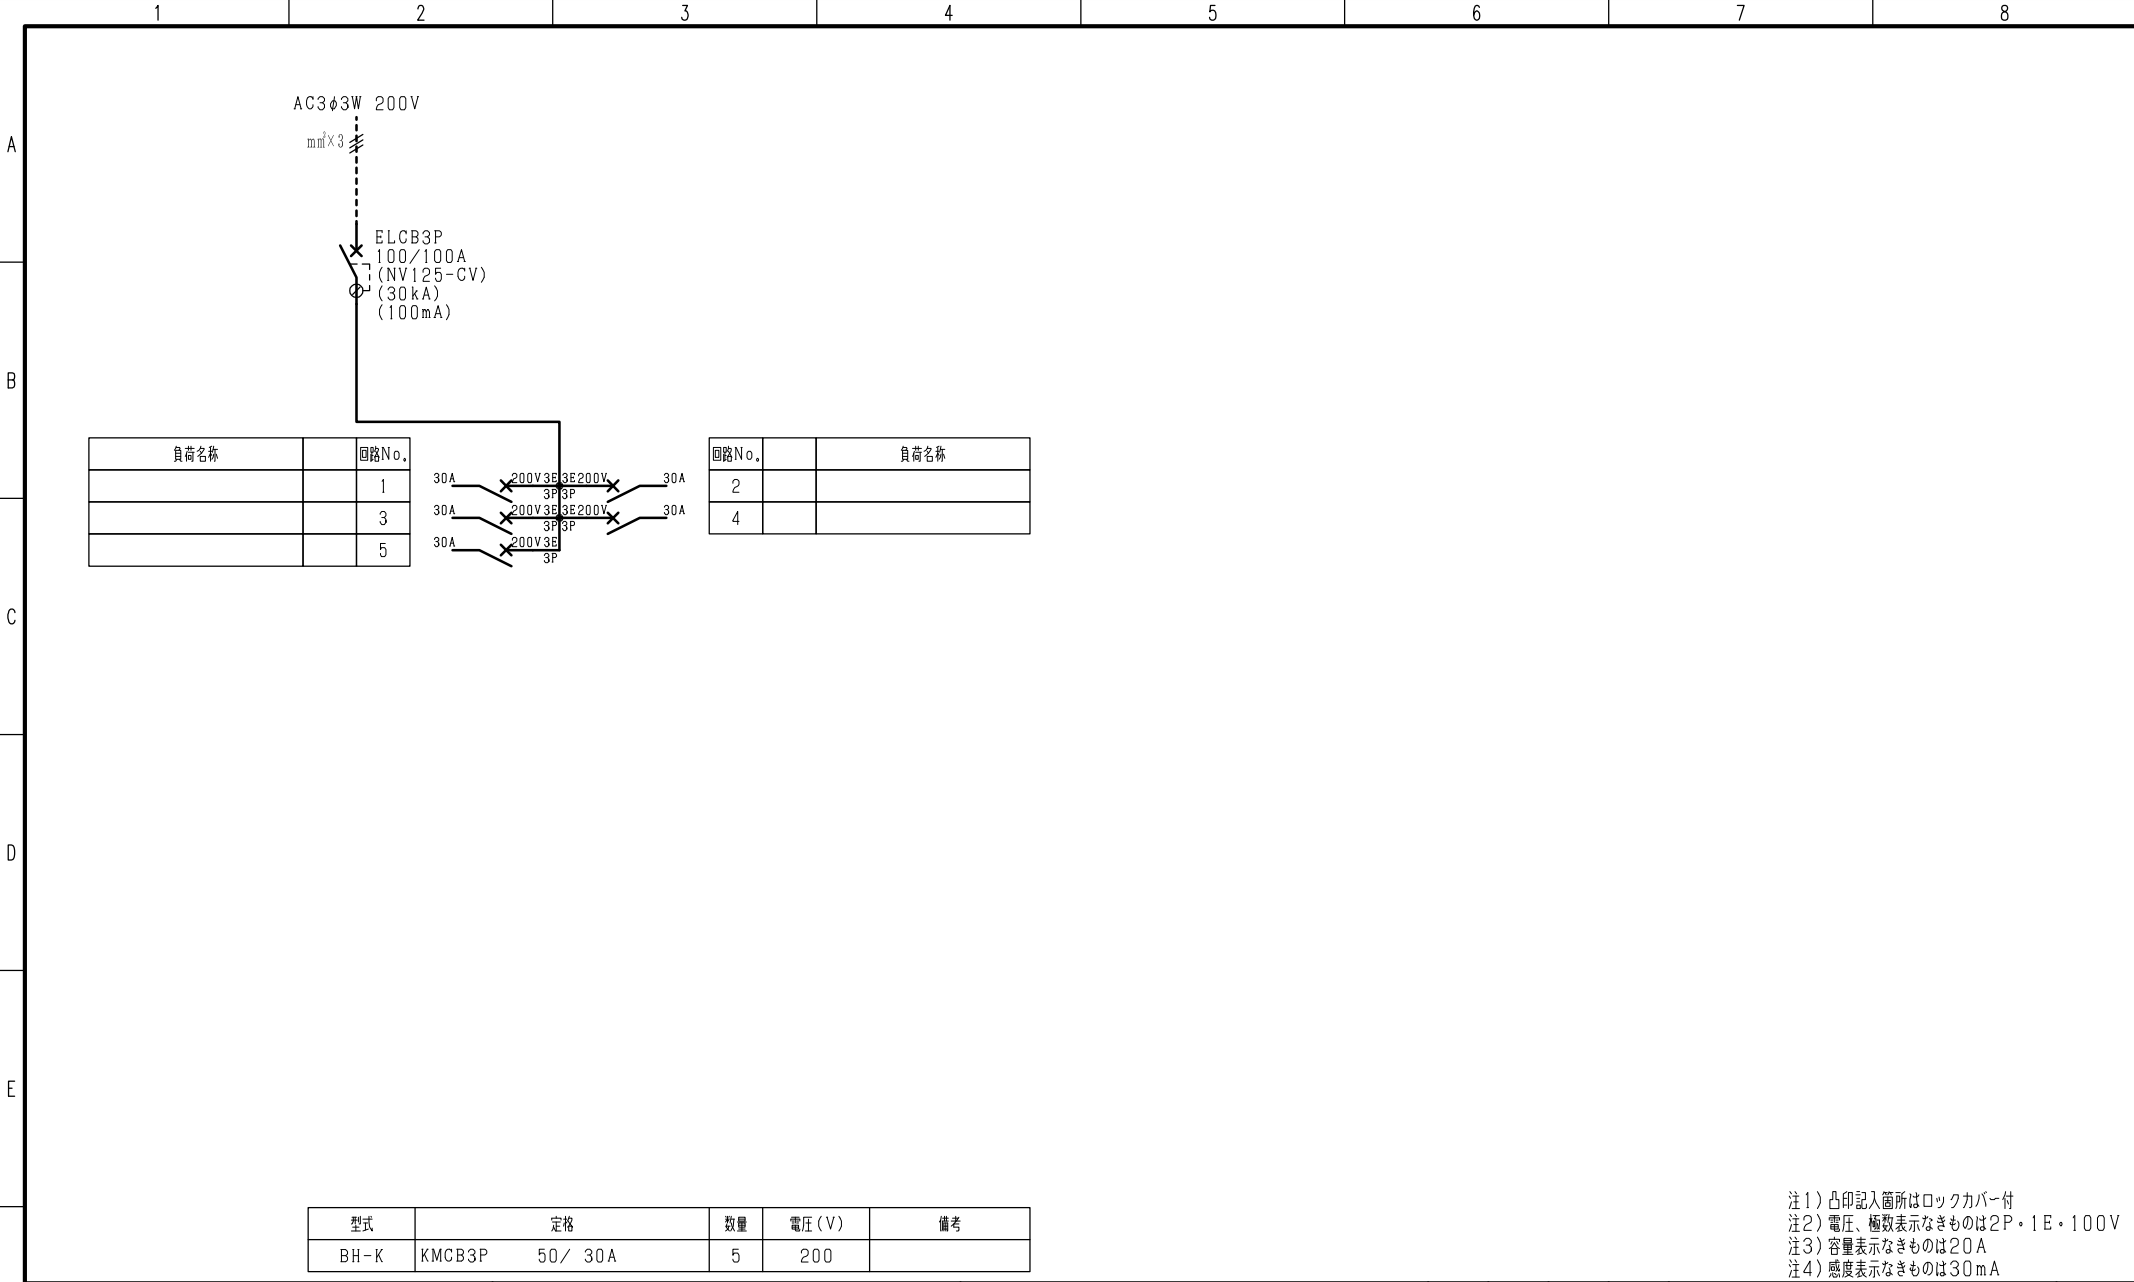 1 2 3 4 5 6 7 8
AC3φ3W 200V
A
mm²×3
ELCB3P
100/100A
(NV125-CV)
(30kA)
(100mA)
B
負荷名称 回路No.
回路No. 負荷名称
1 30A 200V3E 3E200V 30A 2
3P 3P
3 30A 200V3E 3E200V 30A 4
3P 3P
5 30A 200V3E
3P
C
D
E
型式 定格 数量 電圧(V) 備考
BH-K KMCB3P 50/ 30A 5 200
注1)凸印記入箇所はロックカバー付
注2)電圧、極数表示なきものは2P・1E・100V
注3)容量表示なきものは20A
注4)感度表示なきものは30mA